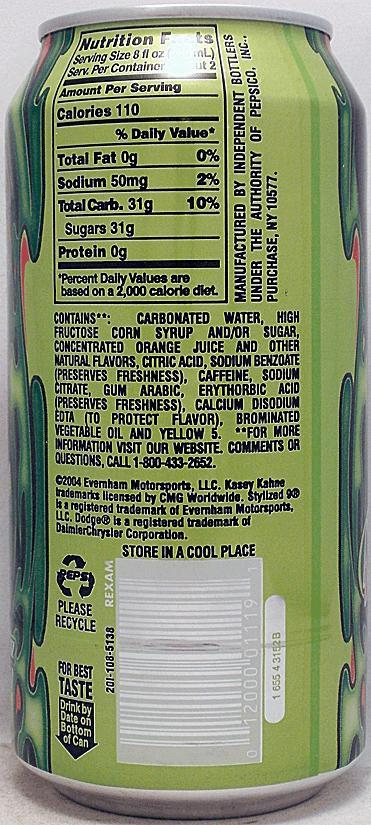 Nutrition F ts
Serving Size 8 fl oz ( mL)
Serv. Per Container ut 2
Amount Per Serving
Calories 110
% Daily Value*
Total Fat 0g 0%
Sodium 50mg 2%
Total Carb. 31g 10%
Sugars 31g
Protein 0g
*Percent Daily Values are
based on a 2,000 calorie diet.
MANUFACTURED BY INDEPENDENT BOTTLERS
UNDER THE AUTHORITY OF PEPSICO, INC.,
PURCHASE, NY 10577.
CONTAINS**: CARBONATED WATER, HIGH
FRUCTOSE CORN SYRUP AND/OR SUGAR,
CONCENTRATED ORANGE JUICE AND OTHER
NATURAL FLAVORS, CITRIC ACID, SODIUM BENZOATE
(PRESERVES FRESHNESS), CAFFEINE, SODIUM
CITRATE, GUM ARABIC, ERYTHORBIC ACID
(PRESERVES FRESHNESS), CALCIUM DISODIUM
EDTA (TO PROTECT FLAVOR), BROMINATED
VEGETABLE OIL AND YELLOW 5. **FOR MORE
INFORMATION VISIT OUR WEBSITE. COMMENTS OR
QUESTIONS, CALL 1-800-433-2652.
©2004 Evernham Motorsports, LLC. Kasey Kahne
trademarks licensed by CMG Worldwide. Stylized 9®
is a registered trademark of Evernham Motorsports,
LLC. Dodge® is a registered trademark of
DaimlerChrysler Corporation.
STORE IN A COOL PLACE
PEPSI
PLEASE
RECYCLE
FOR BEST
TASTE
Drink by
Date on
Bottom
of Can
REXAM
201-108-5138
0 12000 01119 1
1 655 4 3152B